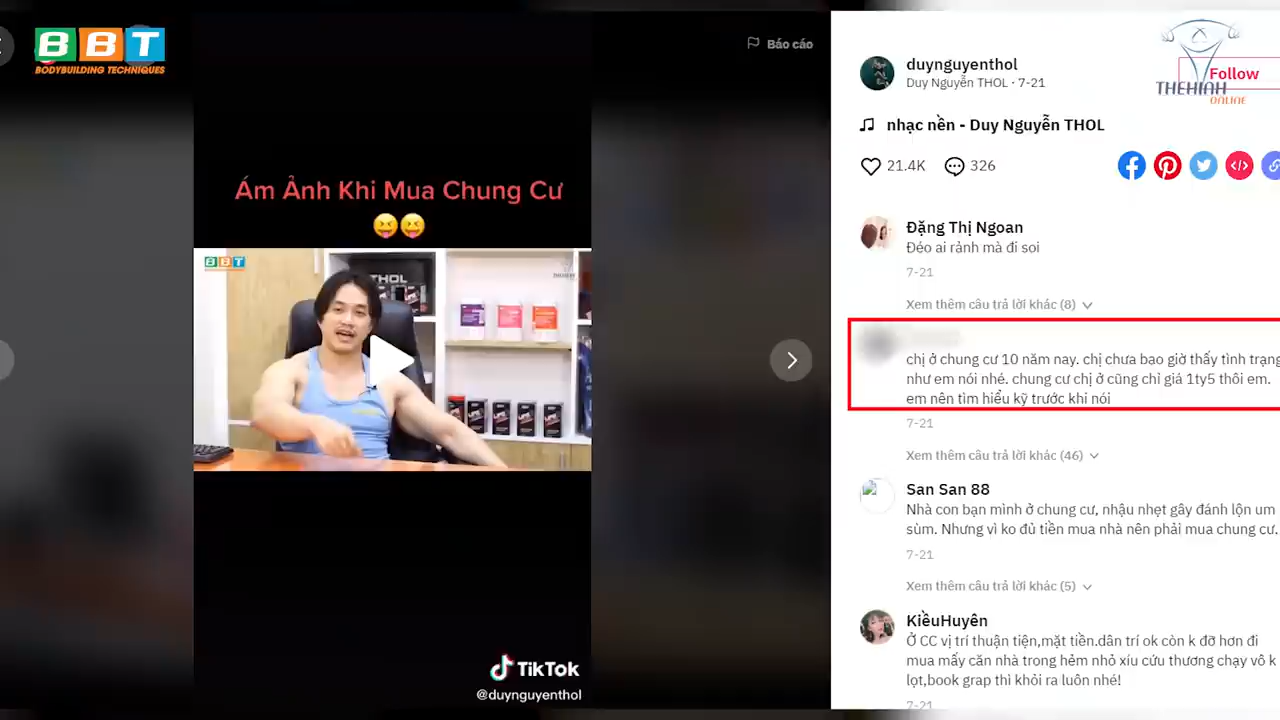 BBT
BODYBUILDING TECHNIQUES
Báo cáo
Ám Ảnh Khi Mua Chung Cư
BBT
THOL
TikTok
@duynguyenthol
duynguyenthol
Duy Nguyễn THOL · 7-21
THEHINH
ONLINE
Follow
nhạc nền - Duy Nguyễn THOL
21.4K
326
Đặng Thị Ngoan
Đéo ai rảnh mà đi soi
7-21
Xem thêm câu trả lời khác (8)
chị ở chung cư 10 năm nay. chị chưa bao giờ thấy tình trạng
như em nói nhé. chung cư chị ở cũng chỉ giá 1ty5 thôi em.
em nên tìm hiểu kỹ trước khi nói
7-21
Xem thêm câu trả lời khác (46)
San San 88
Nhà con bạn mình ở chung cư, nhậu nhẹt gây đánh lộn um
sùm. Nhưng vì ko đủ tiền mua nhà nên phải mua chung cư.
7-21
Xem thêm câu trả lời khác (5)
KiềuHuyên
Ở CC vị trí thuận tiện,mặt tiền.dân trí ok còn k đỡ hơn đi
mua mấy căn nhà trong hẻm nhỏ xíu cứu thương chạy vô k
lọt,book grap thì khỏi ra luôn nhé!
7-21